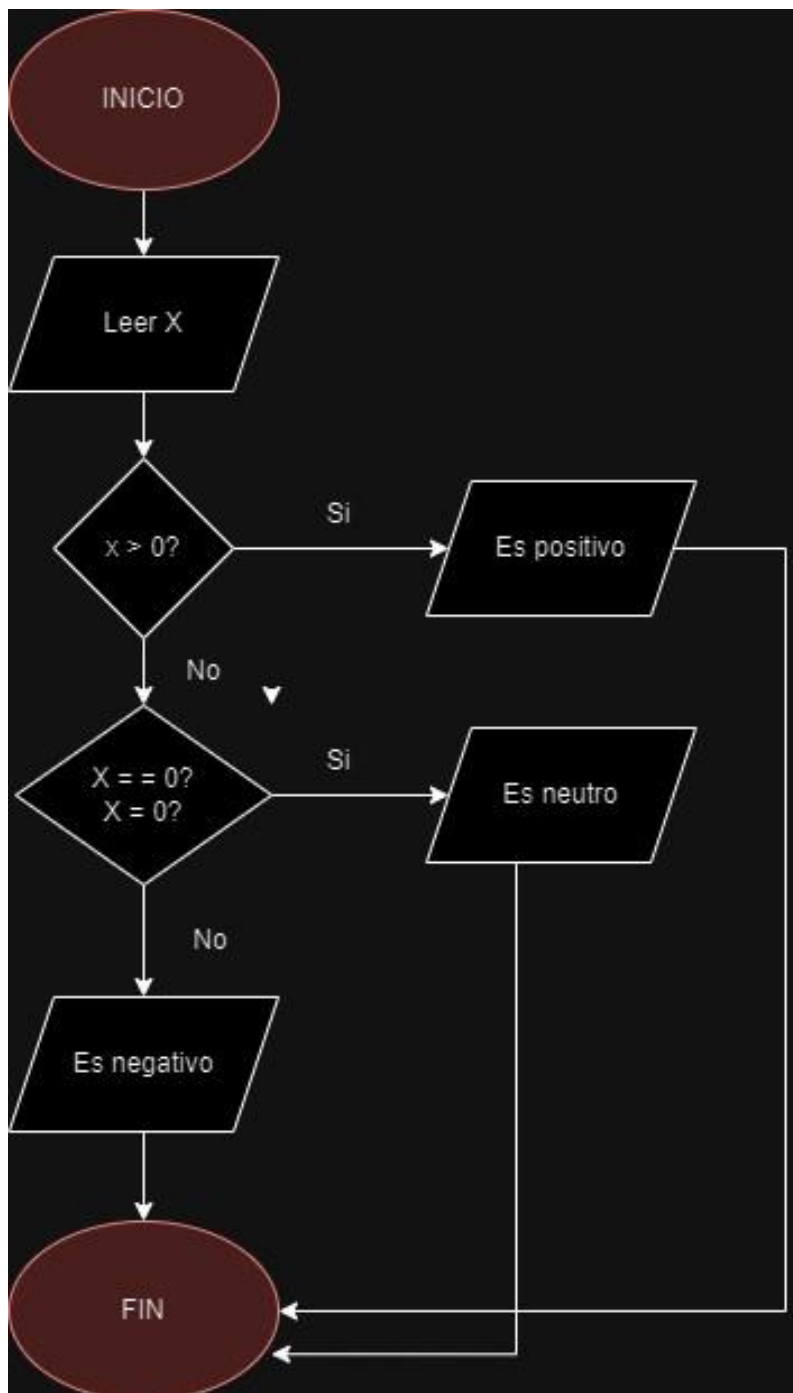 INICIO
Leer X
x > 0?
Si
Es positivo
No
X = = 0?
X = 0?
Si
Es neutro
No
Es negativo
FIN